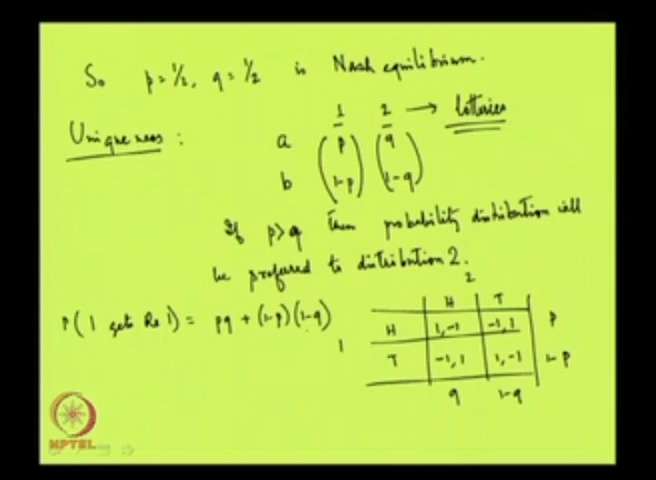 So p = 1/2, q = 1/2 is Nash equilibrium.
1 2 → lotteries
Uniqueness : a ( p ) ( q )
b ( 1-p ) ( 1-q )
If p > q then probability distribution will
be preferred to distribution 2.
2
H T
P( 1 gets Re 1) = pq + (1-p)(1-q)
H 1, -1 -1, 1 p
1
T -1, 1 1, -1 1-p
q 1-q
NPTEL